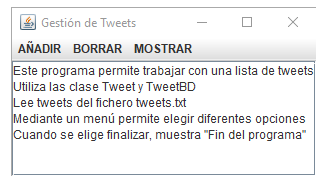 Gestión de Tweets
AÑADIR BORRAR MOSTRAR
Este programa permite trabajar con una lista de tweets
Utiliza las clase Tweet y TweetBD
Lee tweets del fichero tweets.txt
Mediante un menú permite elegir diferentes opciones
Cuando se elige finalizar, muestra "Fin del programa"